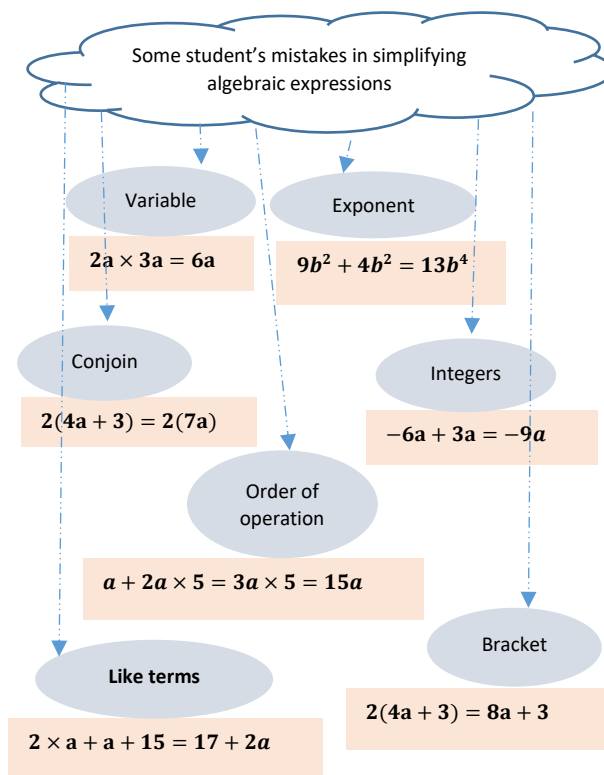 Some student’s mistakes in simplifying
algebraic expressions
Variable
2a × 3a = 6a
Exponent
9b² + 4b² = 13b⁴
Conjoin
2(4a + 3) = 2(7a)
Integers
−6a + 3a = −9a
Order of
operation
a + 2a × 5 = 3a × 5 = 15a
Like terms
2 × a + a + 15 = 17 + 2a
Bracket
2(4a + 3) = 8a + 3